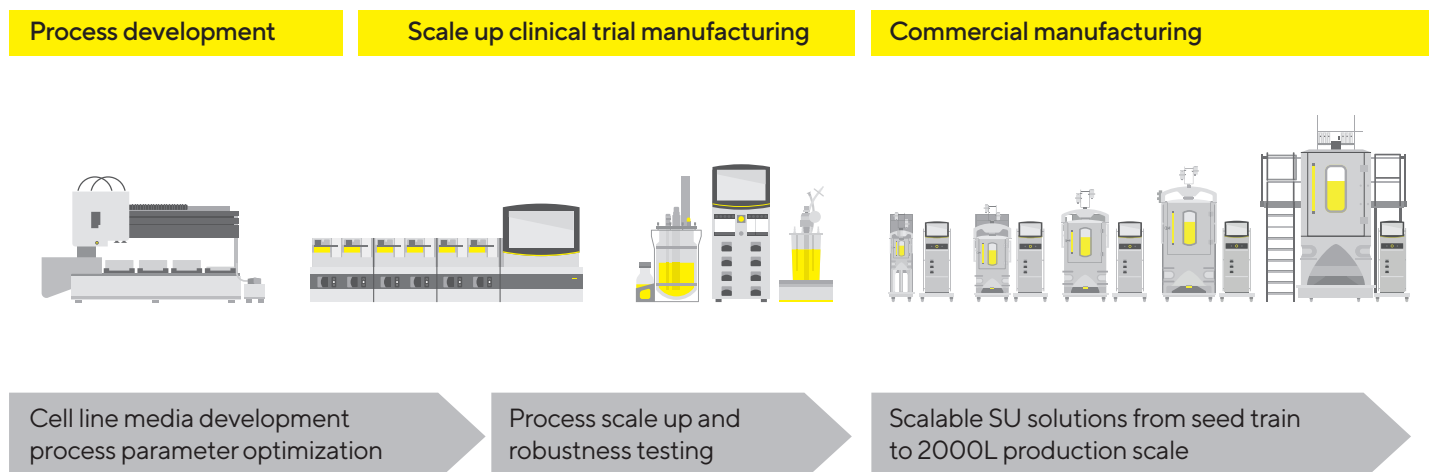 Process development
Scale up clinical trial manufacturing
Commercial manufacturing
Cell line media development
process parameter optimization
Process scale up and
robustness testing
Scalable SU solutions from seed train
to 2000L production scale